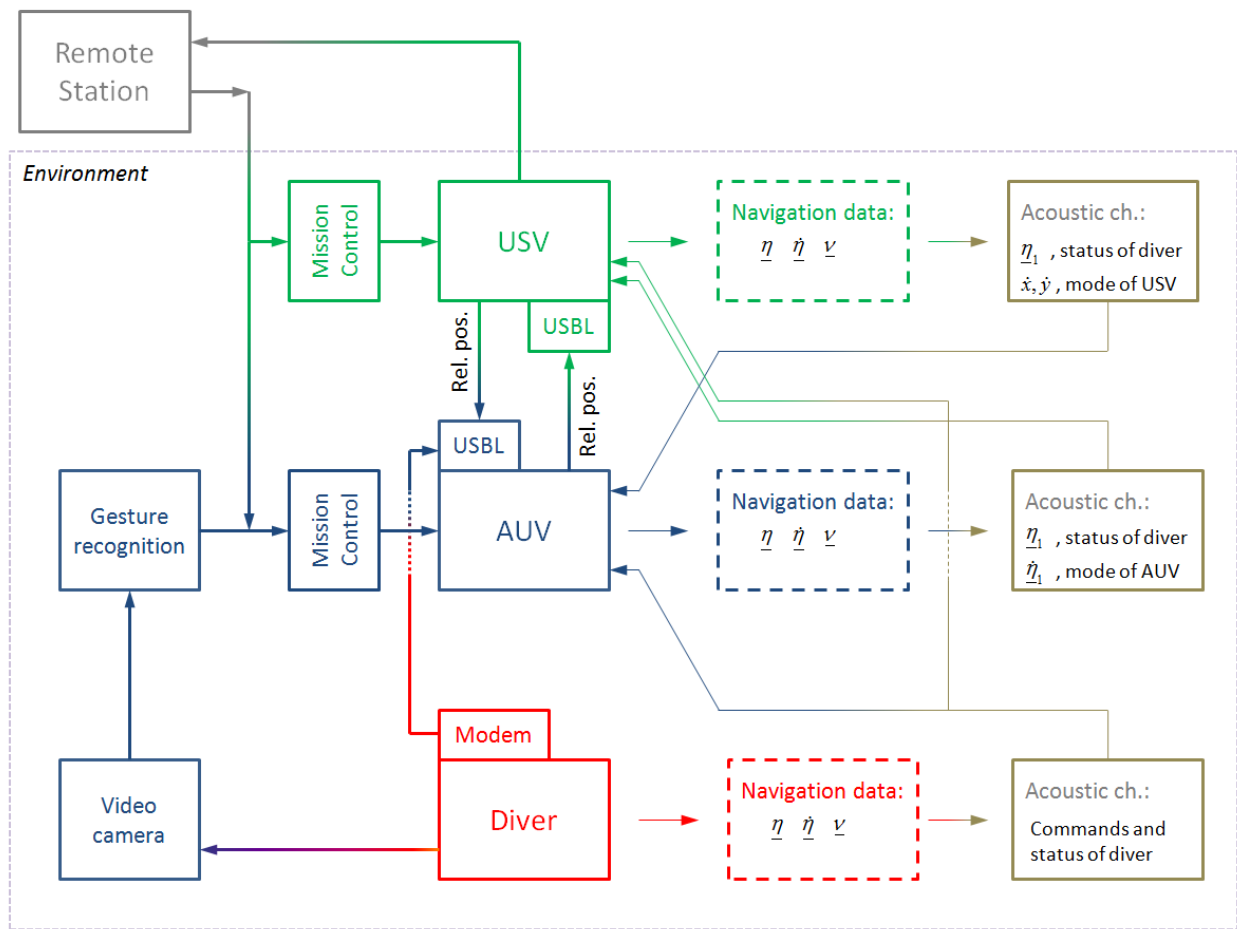 Remote
Station
Environment
Mission
Control
USV
USBL
Navigation data:
η η̇ ν
Acoustic ch.:
η₁ , status of diver
ẋ, ẏ , mode of USV
Rel. pos.
Rel. pos.
Gesture
recognition
Mission
Control
USBL
AUV
Navigation data:
η η̇ ν
Acoustic ch.:
η₁ , status of diver
η̇₁ , mode of AUV
Video
camera
Modem
Diver
Navigation data:
η η̇ ν
Acoustic ch.:
Commands and
status of diver